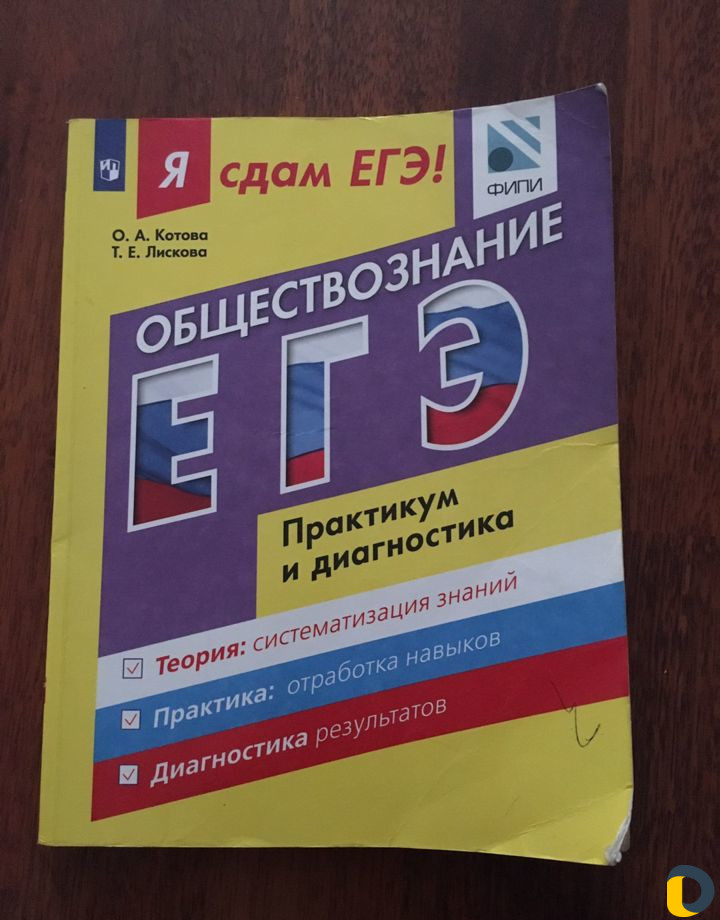 Я сдам ЕГЭ!
ФИПИ
О. А. Котова
Т. Е. Лискова
ОБЩЕСТВОЗНАНИЕ
ЕГЭ
Практикум
и диагностика
Теория: систематизация знаний
Практика: отработка навыков
Диагностика результатов